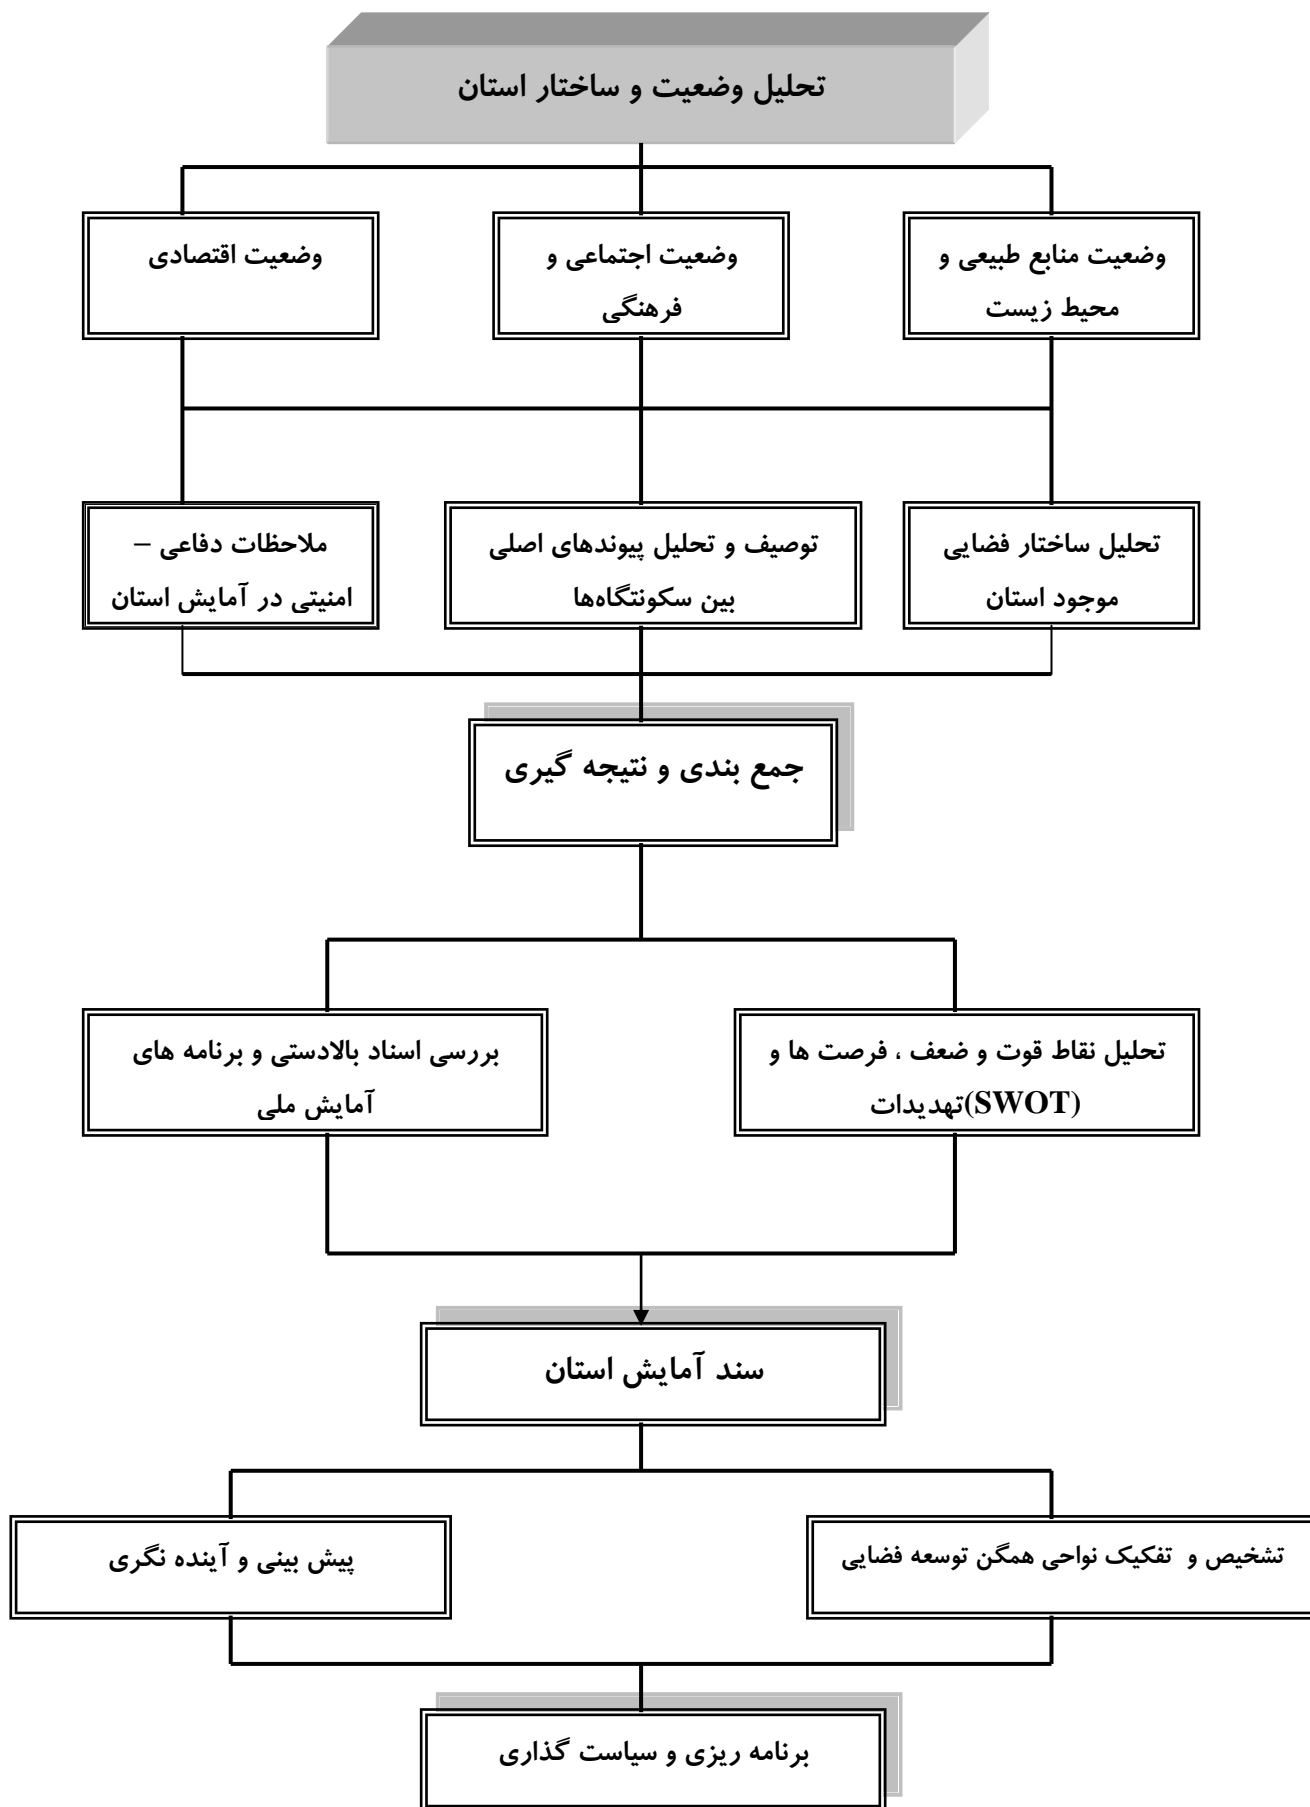 تحلیل وضعیت و ساختار استان
وضعیت منابع طبیعی و
محیط زیست
وضعیت اجتماعی و
فرهنگی
وضعیت اقتصادی
تحلیل ساختار فضایی
موجود استان
توصیف و تحلیل پیوندهای اصلی
بین سکونتگاه‌ها
ملاحظات دفاعی –
امنیتی در آمایش استان
جمع بندی و نتیجه گیری
تحلیل نقاط قوت و ضعف ، فرصت ها و
تهدیدات(SWOT)
بررسی اسناد بالادستی و برنامه های
آمایش ملی
سند آمایش استان
تشخیص و تفکیک نواحی همگن توسعه فضایی
پیش بینی و آینده نگری
برنامه ریزی و سیاست گذاری